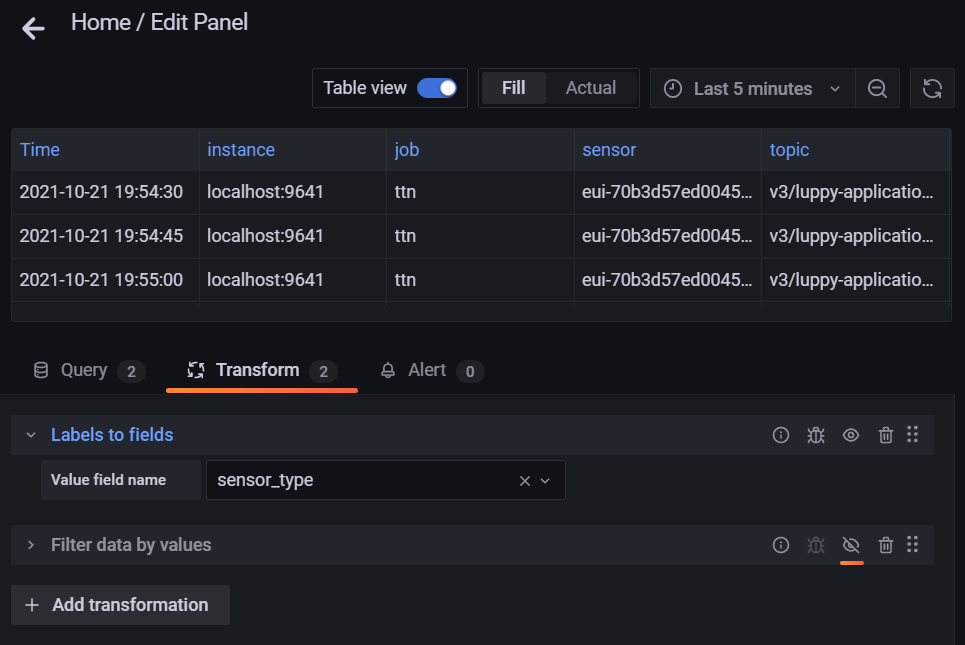 Home / Edit Panel
Table view Fill Actual Last 5 minutes
Time instance job sensor topic
2021-10-21 19:54:30 localhost:9641 ttn eui-70b3d57ed0045... v3/luppy-applicatio...
2021-10-21 19:54:45 localhost:9641 ttn eui-70b3d57ed0045... v3/luppy-applicatio...
2021-10-21 19:55:00 localhost:9641 ttn eui-70b3d57ed0045... v3/luppy-applicatio...
Query 2 Transform 2 Alert 0
Labels to fields
Value field name sensor_type
Filter data by values
+ Add transformation